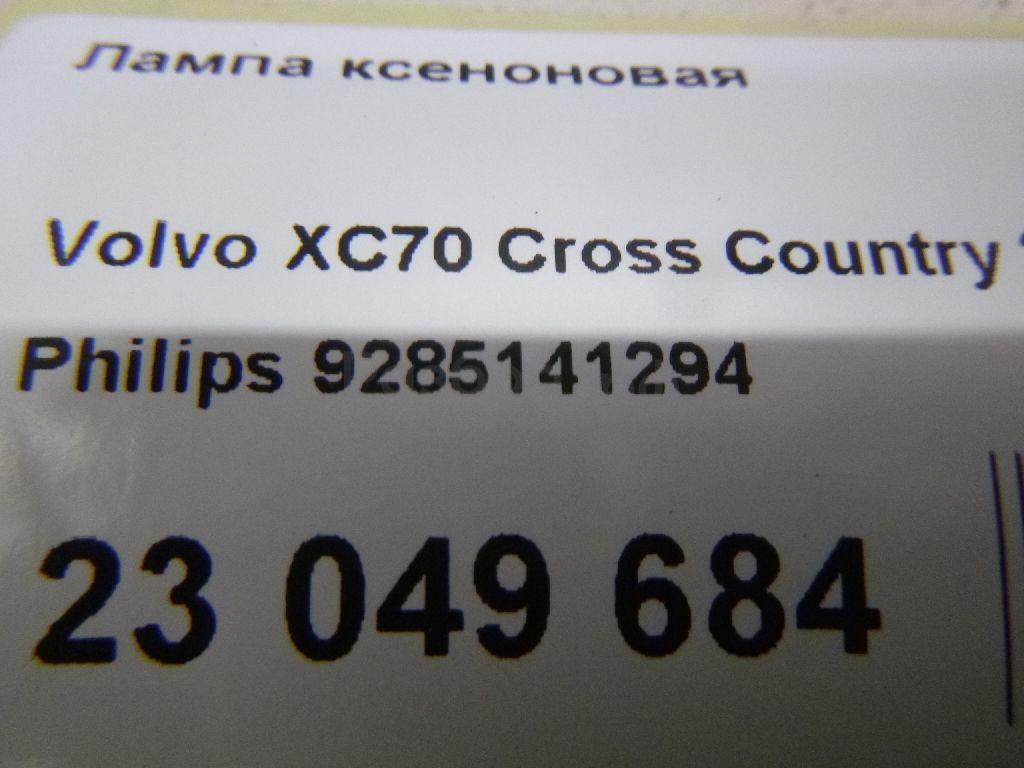 Лампа ксеноновая
Volvo XC70 Cross Country
Philips 9285141294
23 049 684